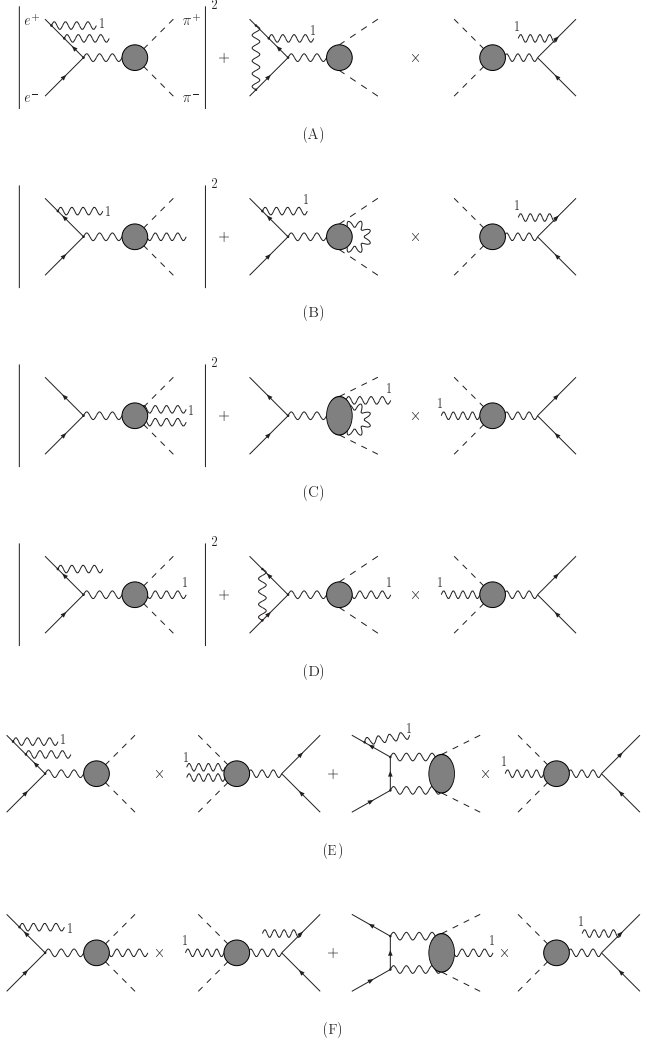 e⁺ 1 π⁺ 2 1 1
+ ×
e⁻ π⁻
(A)
2
1 1 1
+ ×
(B)
2
1 1 1
+ ×
(C)
2
1 1 1
+ ×
(D)
1 1 1 1
× + ×
(E)
1 1 1 1
× + ×
(F)